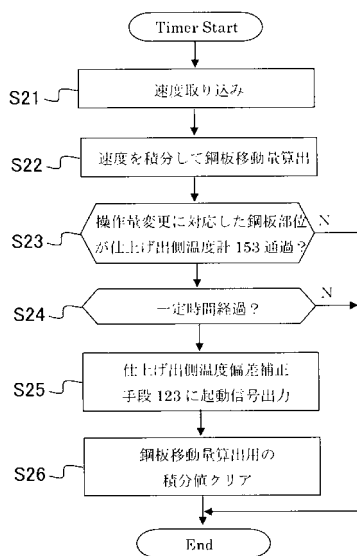 Timer Start
S21
速度取り込み
S22
速度を積分して鋼板移動量算出
S23
操作量変更に対応した鋼板部位
が仕上げ出側温度計 153 通過？
N
S24
一定時間経過？
N
S25
仕上げ出側温度偏差補正
手段 123 に起動信号出力
S26
鋼板移動量算出用の
積分値クリア
End